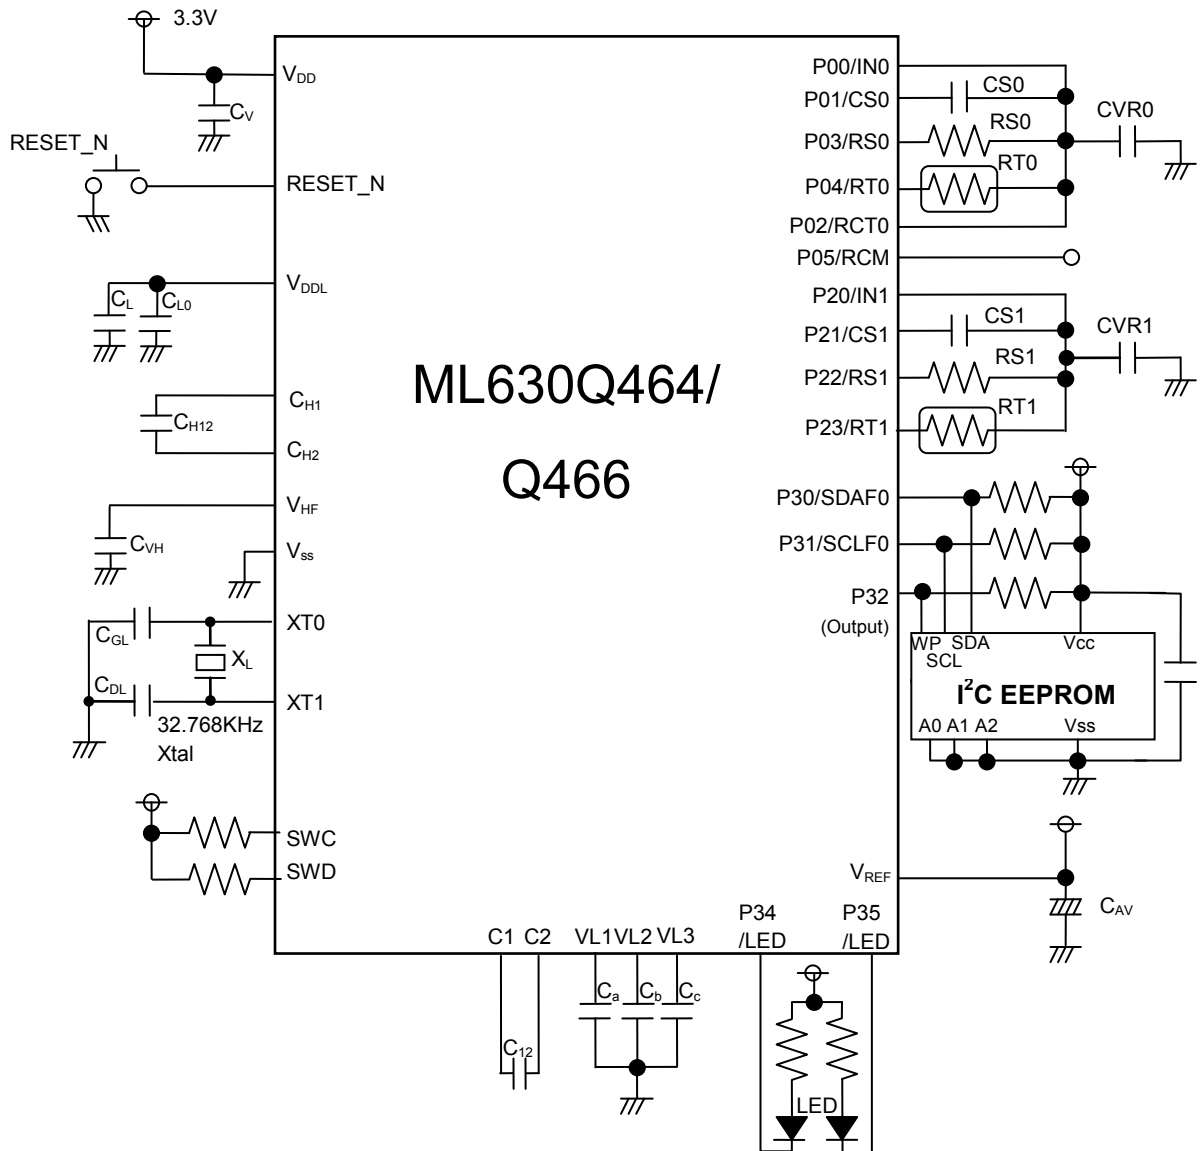 3.3V
VDD
CV
RESET_N
RESET_N
VDDL
CL
CL0
CH1
CH12
CH2
VHF
CVH
Vss
XT0
CGL
XL
CDL
XT1
32.768KHz
Xtal
SWC
SWD
ML630Q464/
Q466
P00/IN0
P01/CS0
CS0
CVR0
P03/RS0
RS0
P04/RT0
RT0
P02/RCT0
P05/RCM
P20/IN1
P21/CS1
CS1
CVR1
P22/RS1
RS1
P23/RT1
RT1
P30/SDAF0
P31/SCLF0
P32
(Output)
WP
SCL
SDA
Vcc
I²C EEPROM
A0
A1
A2
Vss
VREF
CAV
C1
C2
VL1
VL2
VL3
P34
/LED
P35
/LED
Ca
Cb
Cc
C12
LED